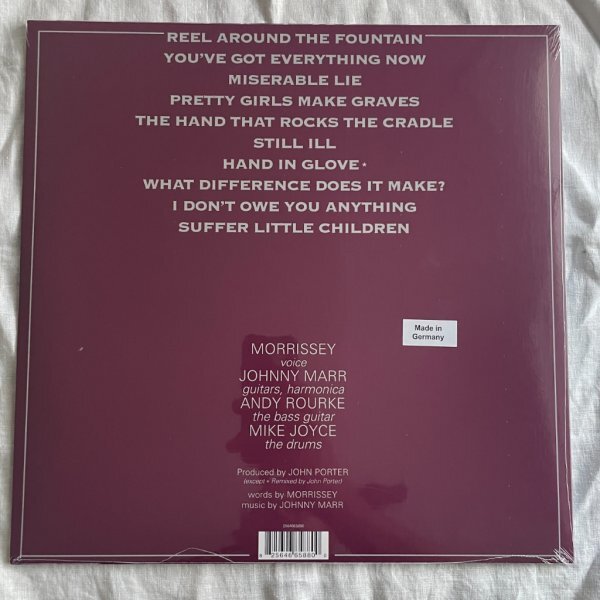 REEL AROUND THE FOUNTAIN
YOU'VE GOT EVERYTHING NOW
MISERABLE LIE
PRETTY GIRLS MAKE GRAVES
THE HAND THAT ROCKS THE CRADLE
STILL ILL
HAND IN GLOVE★
WHAT DIFFERENCE DOES IT MAKE?
I DON'T OWE YOU ANYTHING
SUFFER LITTLE CHILDREN
Made in
Germany
MORRISSEY
voice
JOHNNY MARR
guitars, harmonica
ANDY ROURKE
the bass guitar
MIKE JOYCE
the drums
Produced by JOHN PORTER
(except ★ Remixed by John Porter)
words by MORRISSEY
music by JOHNNY MARR